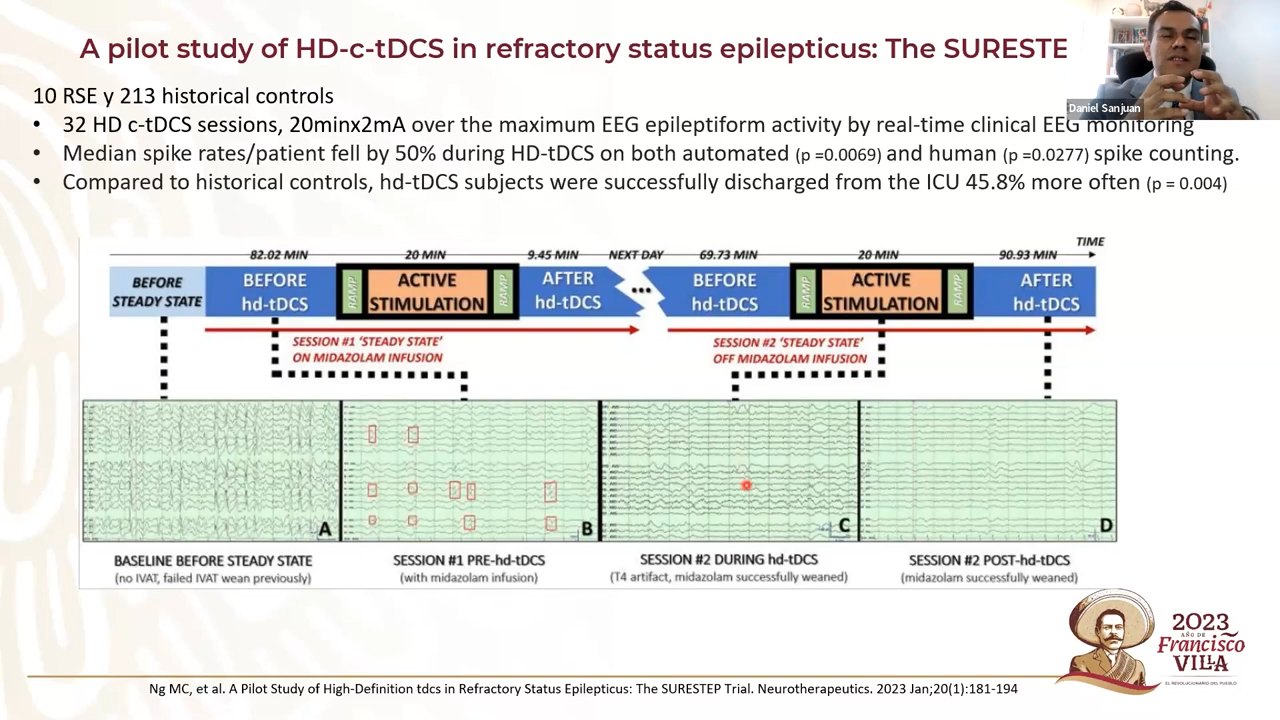 A pilot study of HD-c-tDCS in refractory status epilepticus: The SURESTE
Daniel Sanjuan
10 RSE y 213 historical controls
• 32 HD c-tDCS sessions, 20minx2mA over the maximum EEG epileptiform activity by real-time clinical EEG monitoring
• Median spike rates/patient fell by 50% during HD-tDCS on both automated (p =0.0069) and human (p =0.0277) spike counting.
• Compared to historical controls, hd-tDCS subjects were successfully discharged from the ICU 45.8% more often (p = 0.004)
TIME
82.02 MIN 20 MIN 9.45 MIN NEXT DAY 69.73 MIN 20 MIN 90.93 MIN
BEFORE STEADY STATE
BEFORE hd-tDCS
RAMP
ACTIVE STIMULATION
RAMP
AFTER hd-tDCS
...
BEFORE hd-tDCS
RAMP
ACTIVE STIMULATION
RAMP
AFTER hd-tDCS
SESSION #1 'STEADY STATE'
ON MIDAZOLAM INFUSION
SESSION #2 'STEADY STATE'
OFF MIDAZOLAM INFUSION
A
B
C
D
BASELINE BEFORE STEADY STATE
(no IVAT, failed IVAT wean previously)
SESSION #1 PRE-hd-tDCS
(with midazolam infusion)
SESSION #2 DURING hd-tDCS
(T4 artifact, midazolam successfully weaned)
SESSION #2 POST-hd-tDCS
(midazolam successfully weaned)
2023
AÑO DE
Francisco
VILLA
EL REVOLUCIONARIO DEL PUEBLO
Ng MC, et al. A Pilot Study of High-Definition tdcs in Refractory Status Epilepticus: The SURESTEP Trial. Neurotherapeutics. 2023 Jan;20(1):181-194